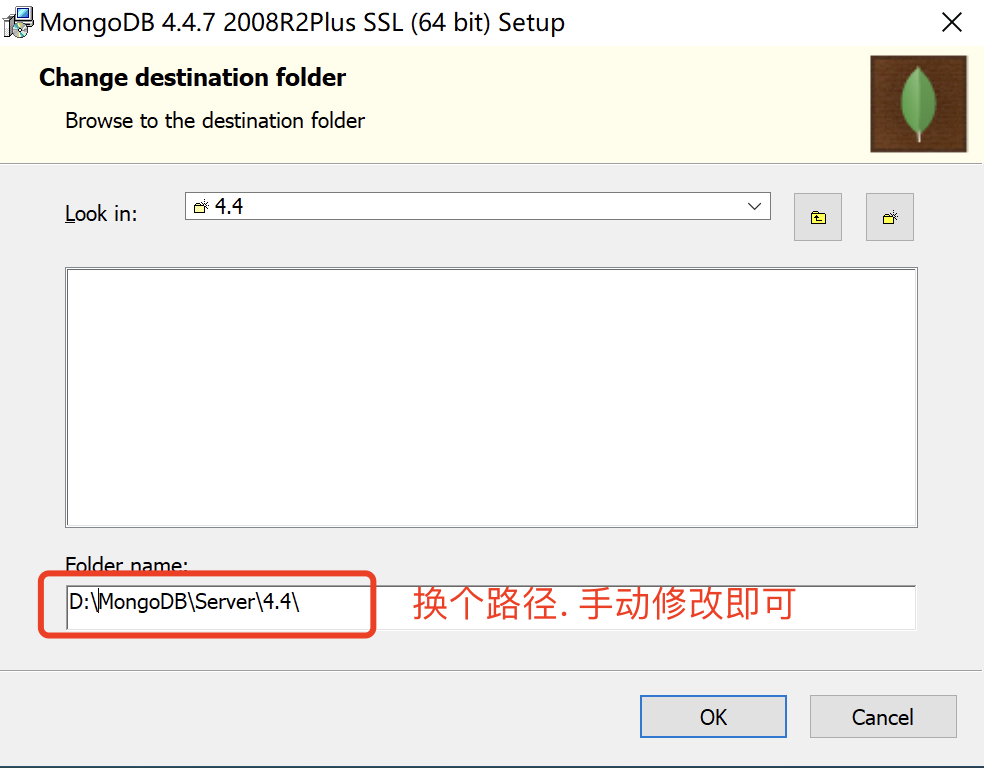 MongoDB 4.4.7 2008R2Plus SSL (64 bit) Setup
Change destination folder
Browse to the destination folder
Look in:
4.4
Folder name:
D:\MongoDB\Server\4.4\
换个路径. 手动修改即可
OK
Cancel